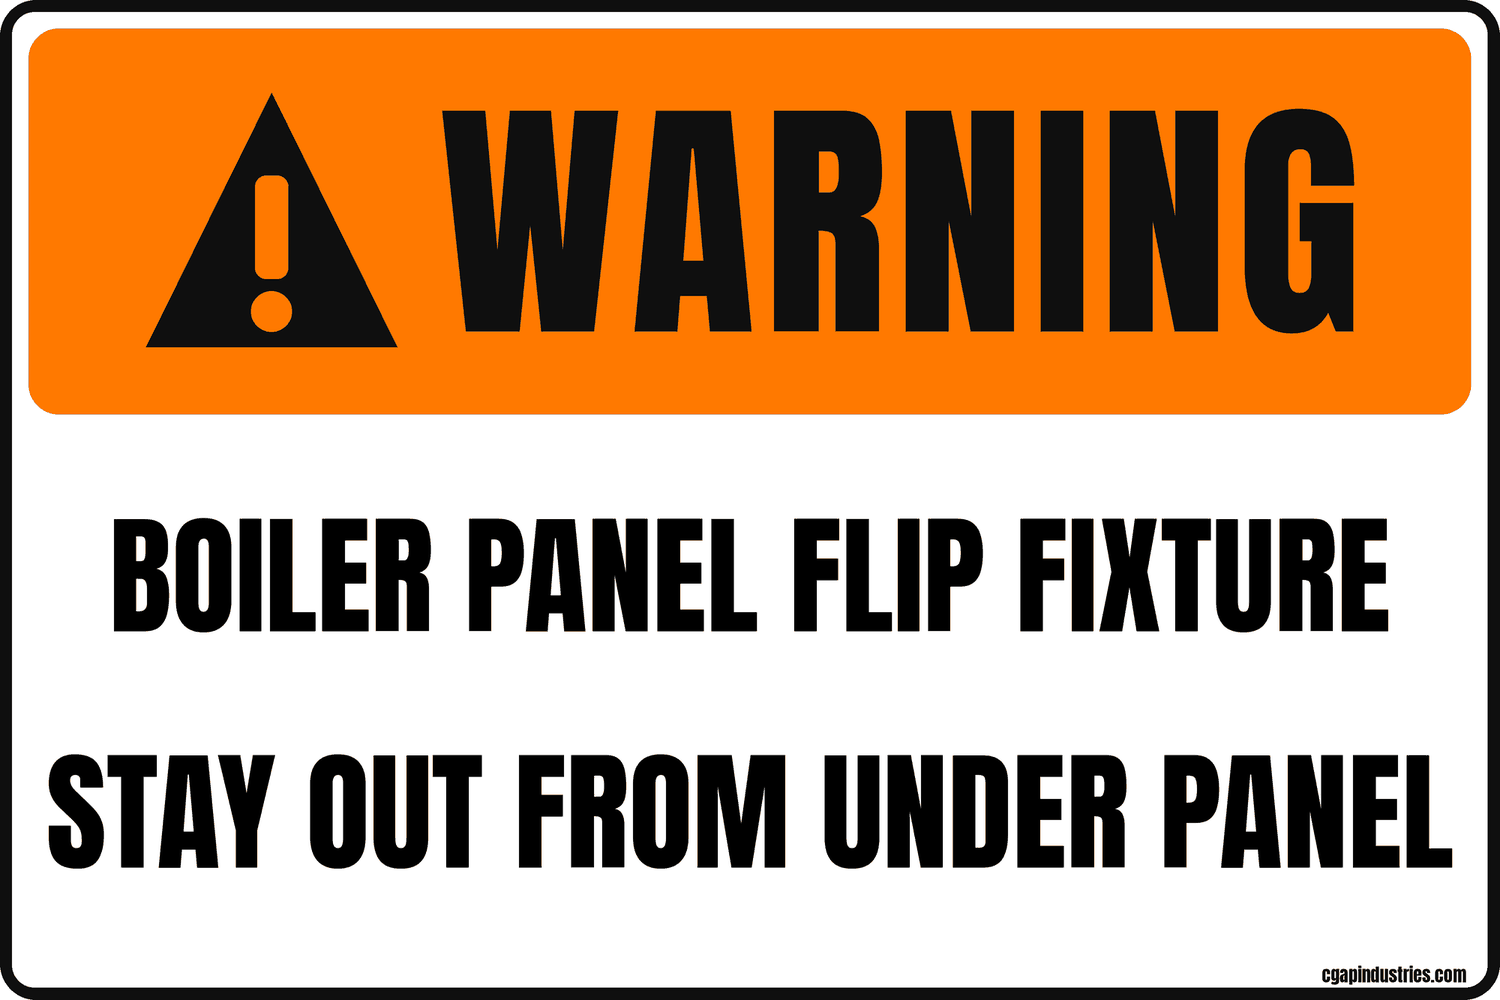 WARNING
BOILER PANEL FLIP FIXTURE
STAY OUT FROM UNDER PANEL
cgapindustries.com